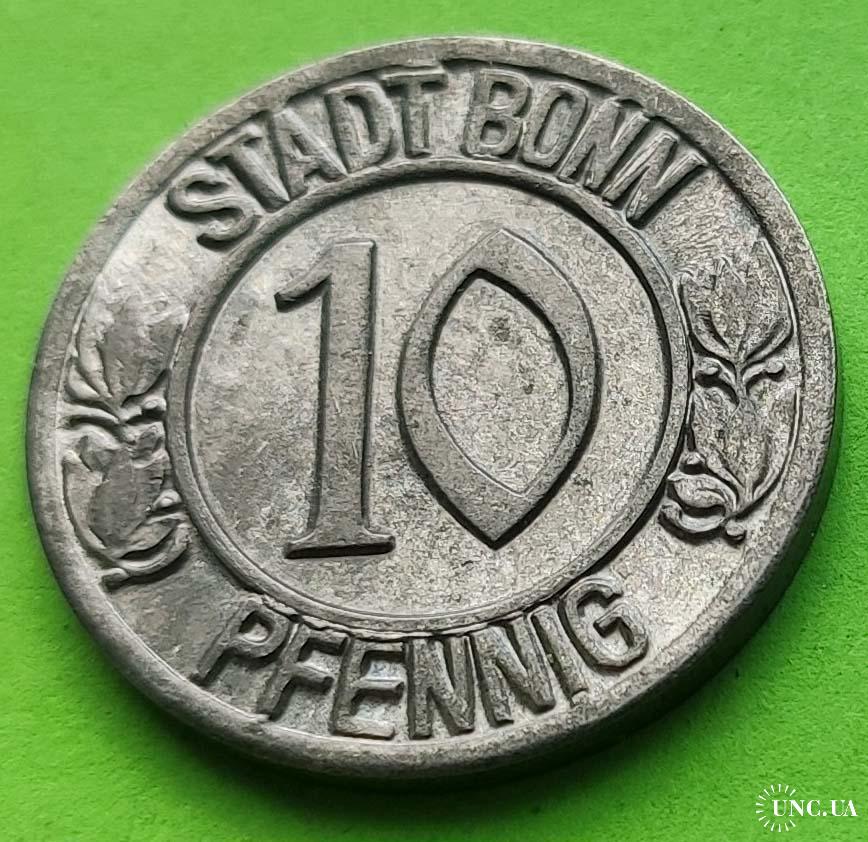 STADT BONN
10
PFENNIG
UNC.UA